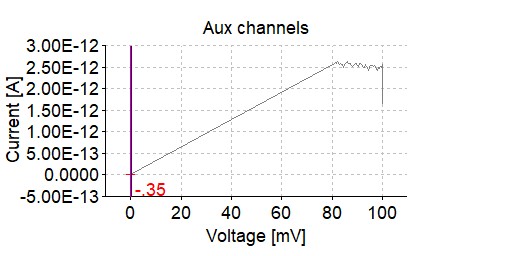 Aux channels
Current [A]
3.00E-12
2.50E-12
2.00E-12
1.50E-12
1.00E-12
5.00E-13
0.0000
-5.00E-13
-.35
0 20 40 60 80 100
Voltage [mV]